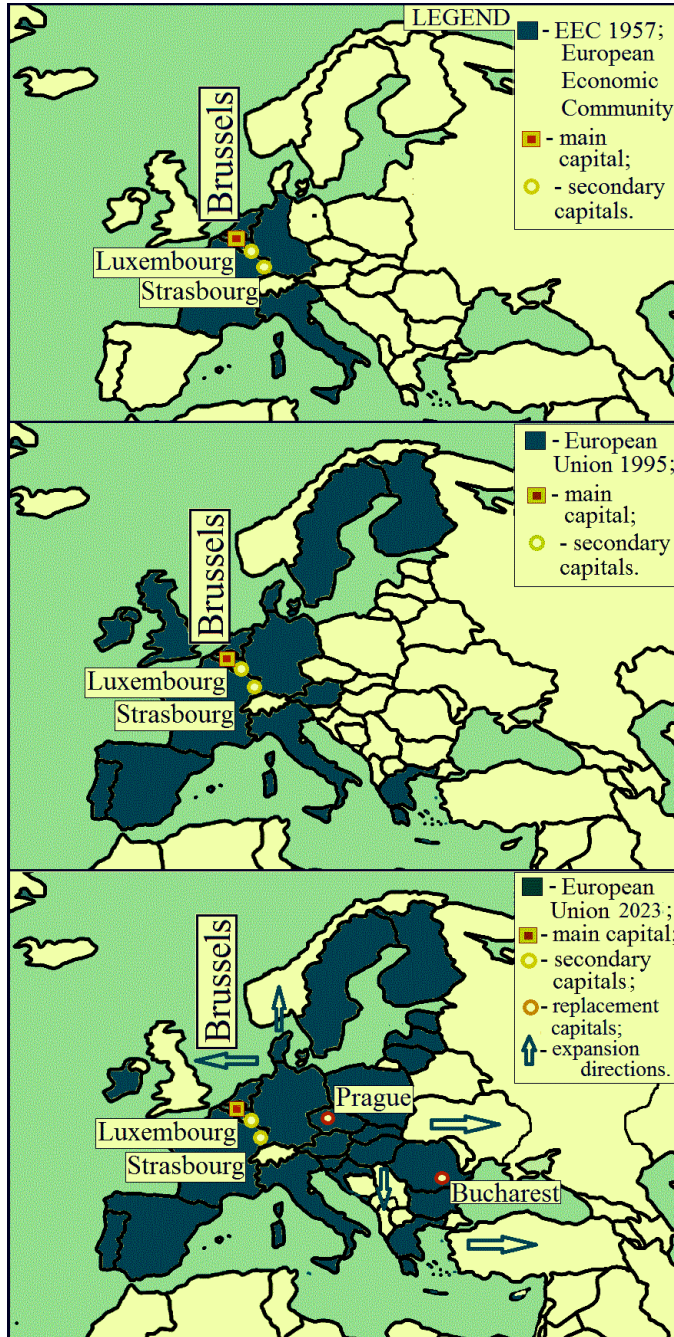 LEGEND
- EEC 1957;
European
Economic
Community
- main
capital;
- secondary
capitals.
Brussels
Luxembourg
Strasbourg
- European
Union 1995;
- main
capital;
- secondary
capitals.
Brussels
Luxembourg
Strasbourg
- European
Union 2023;
- main capital;
- secondary
capitals;
- replacement
capitals;
- expansion
directions.
Brussels
Prague
Luxembourg
Strasbourg
Bucharest